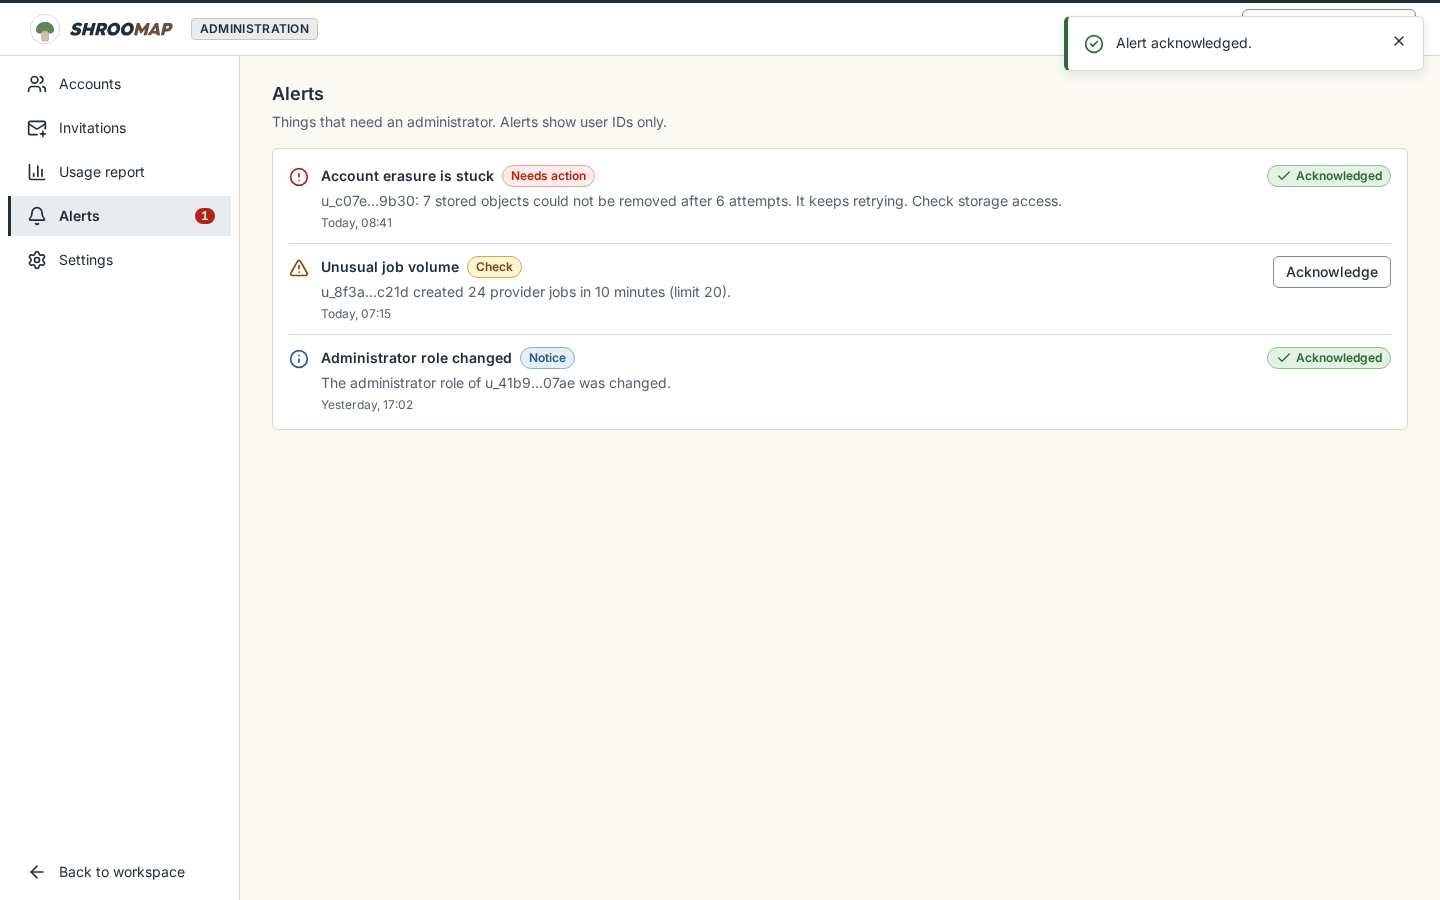 SHROOMAP
ADMINISTRATION
Alert acknowledged.
Accounts
Invitations
Usage report
Alerts 1
Settings
Back to workspace
Alerts
Things that need an administrator. Alerts show user IDs only.
Account erasure is stuck Needs action Acknowledged
u_c07e…9b30: 7 stored objects could not be removed after 6 attempts. It keeps retrying. Check storage access.
Today, 08:41
Unusual job volume Check Acknowledge
u_8f3a…c21d created 24 provider jobs in 10 minutes (limit 20).
Today, 07:15
Administrator role changed Notice Acknowledged
The administrator role of u_41b9…07ae was changed.
Yesterday, 17:02